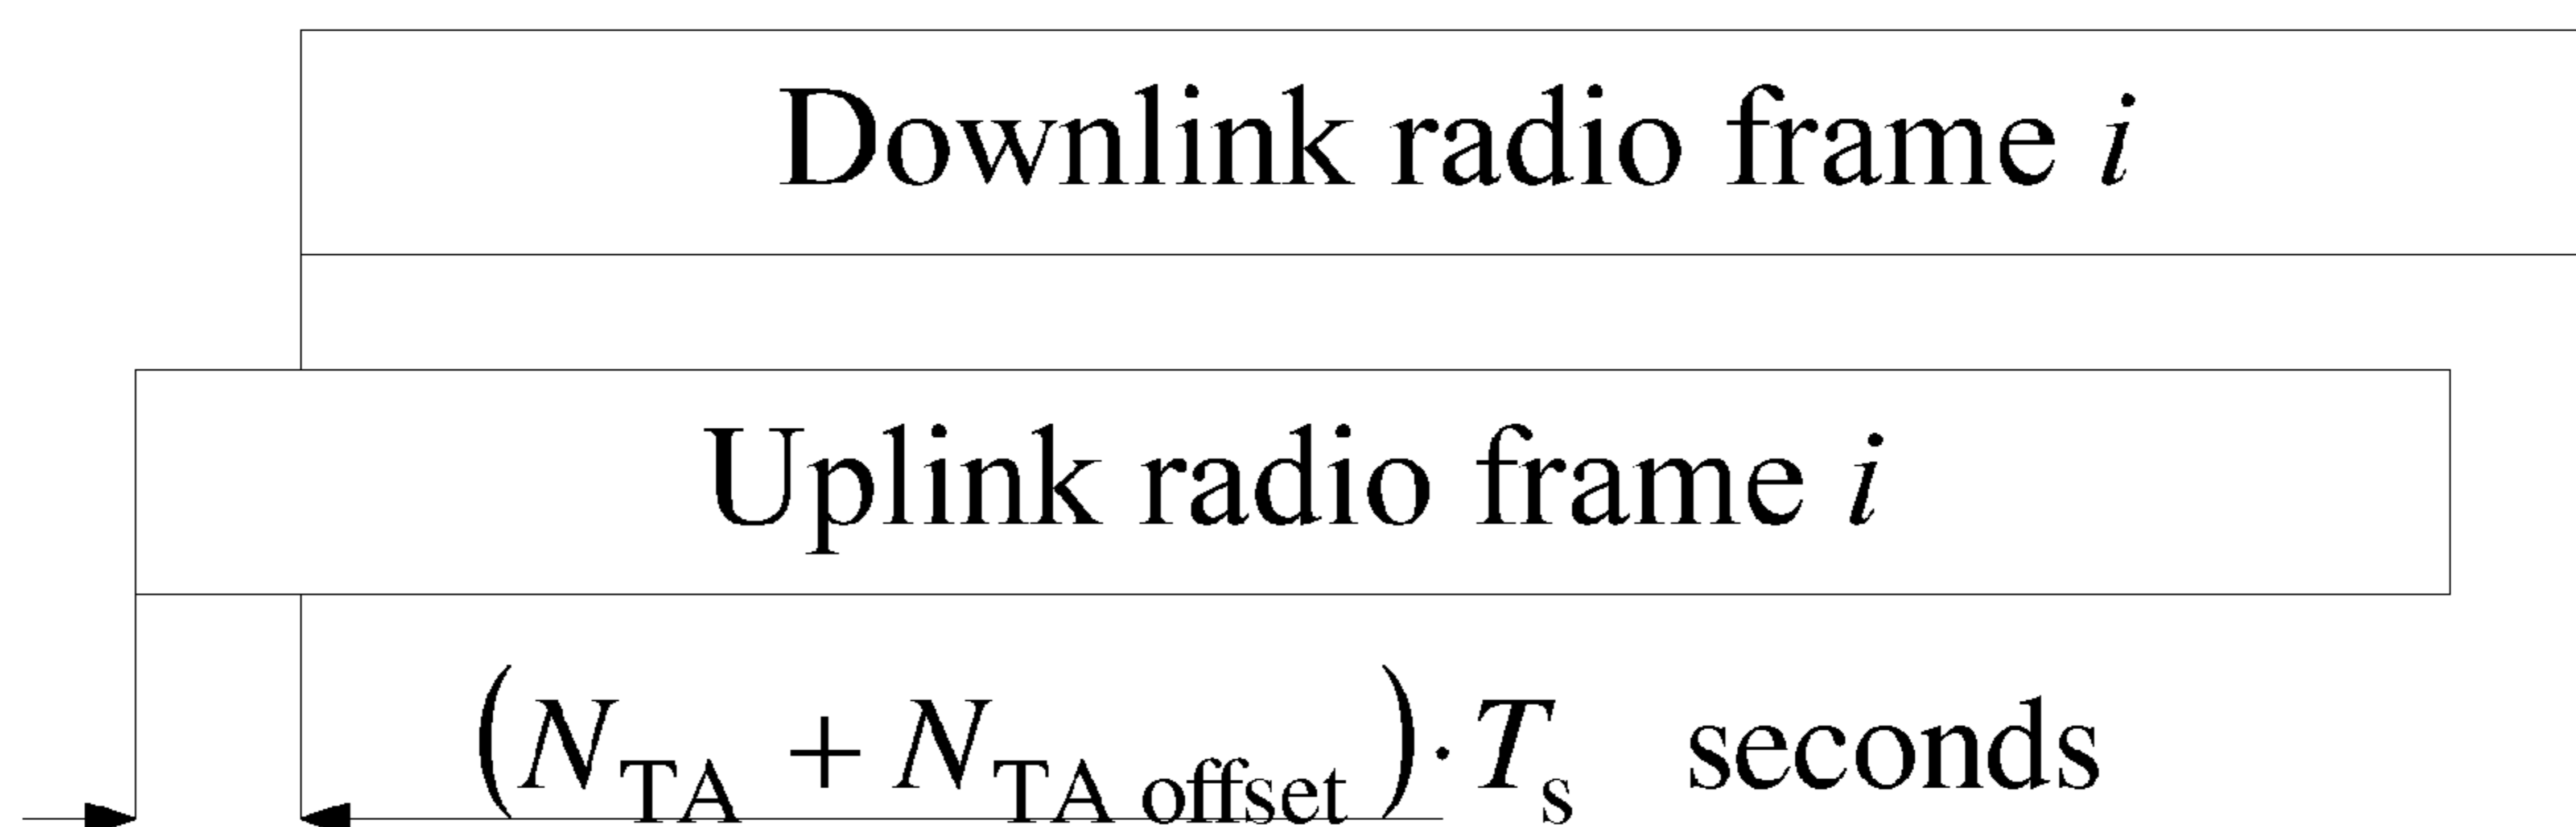 Downlink radio frame i
Uplink radio frame i
(N_TA + N_TA offset) · T_s seconds